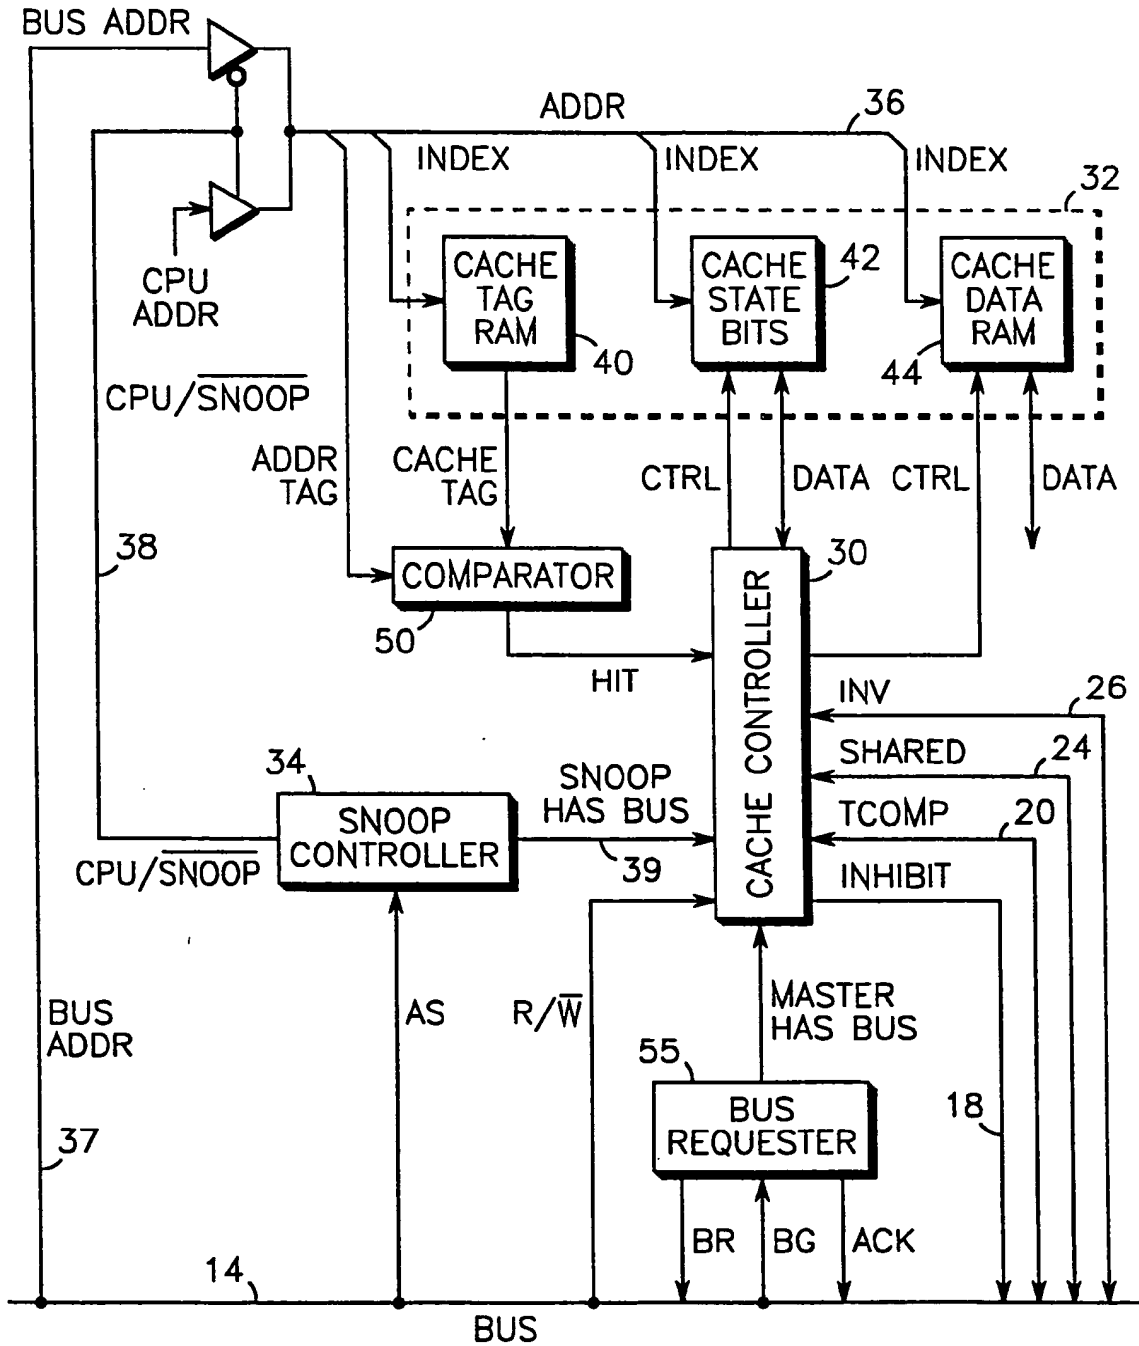 BUS ADDR
ADDR
36
INDEX
INDEX
INDEX
32
CPU
ADDR
CACHE
TAG
RAM
40
CACHE
STATE
BITS
42
CACHE
DATA
RAM
44
CPU/S̅N̅O̅O̅P̅
ADDR
TAG
CACHE
TAG
CTRL
DATA
CTRL
DATA
38
COMPARATOR
50
30
CACHE CONTROLLER
HIT
INV
26
SHARED
24
TCOMP
20
INHIBIT
34
SNOOP
CONTROLLER
SNOOP
HAS BUS
39
CPU/S̅N̅O̅O̅P̅
BUS
ADDR
AS
R/W̅
MASTER
HAS BUS
55
BUS
REQUESTER
18
37
BR
BG
ACK
14
BUS